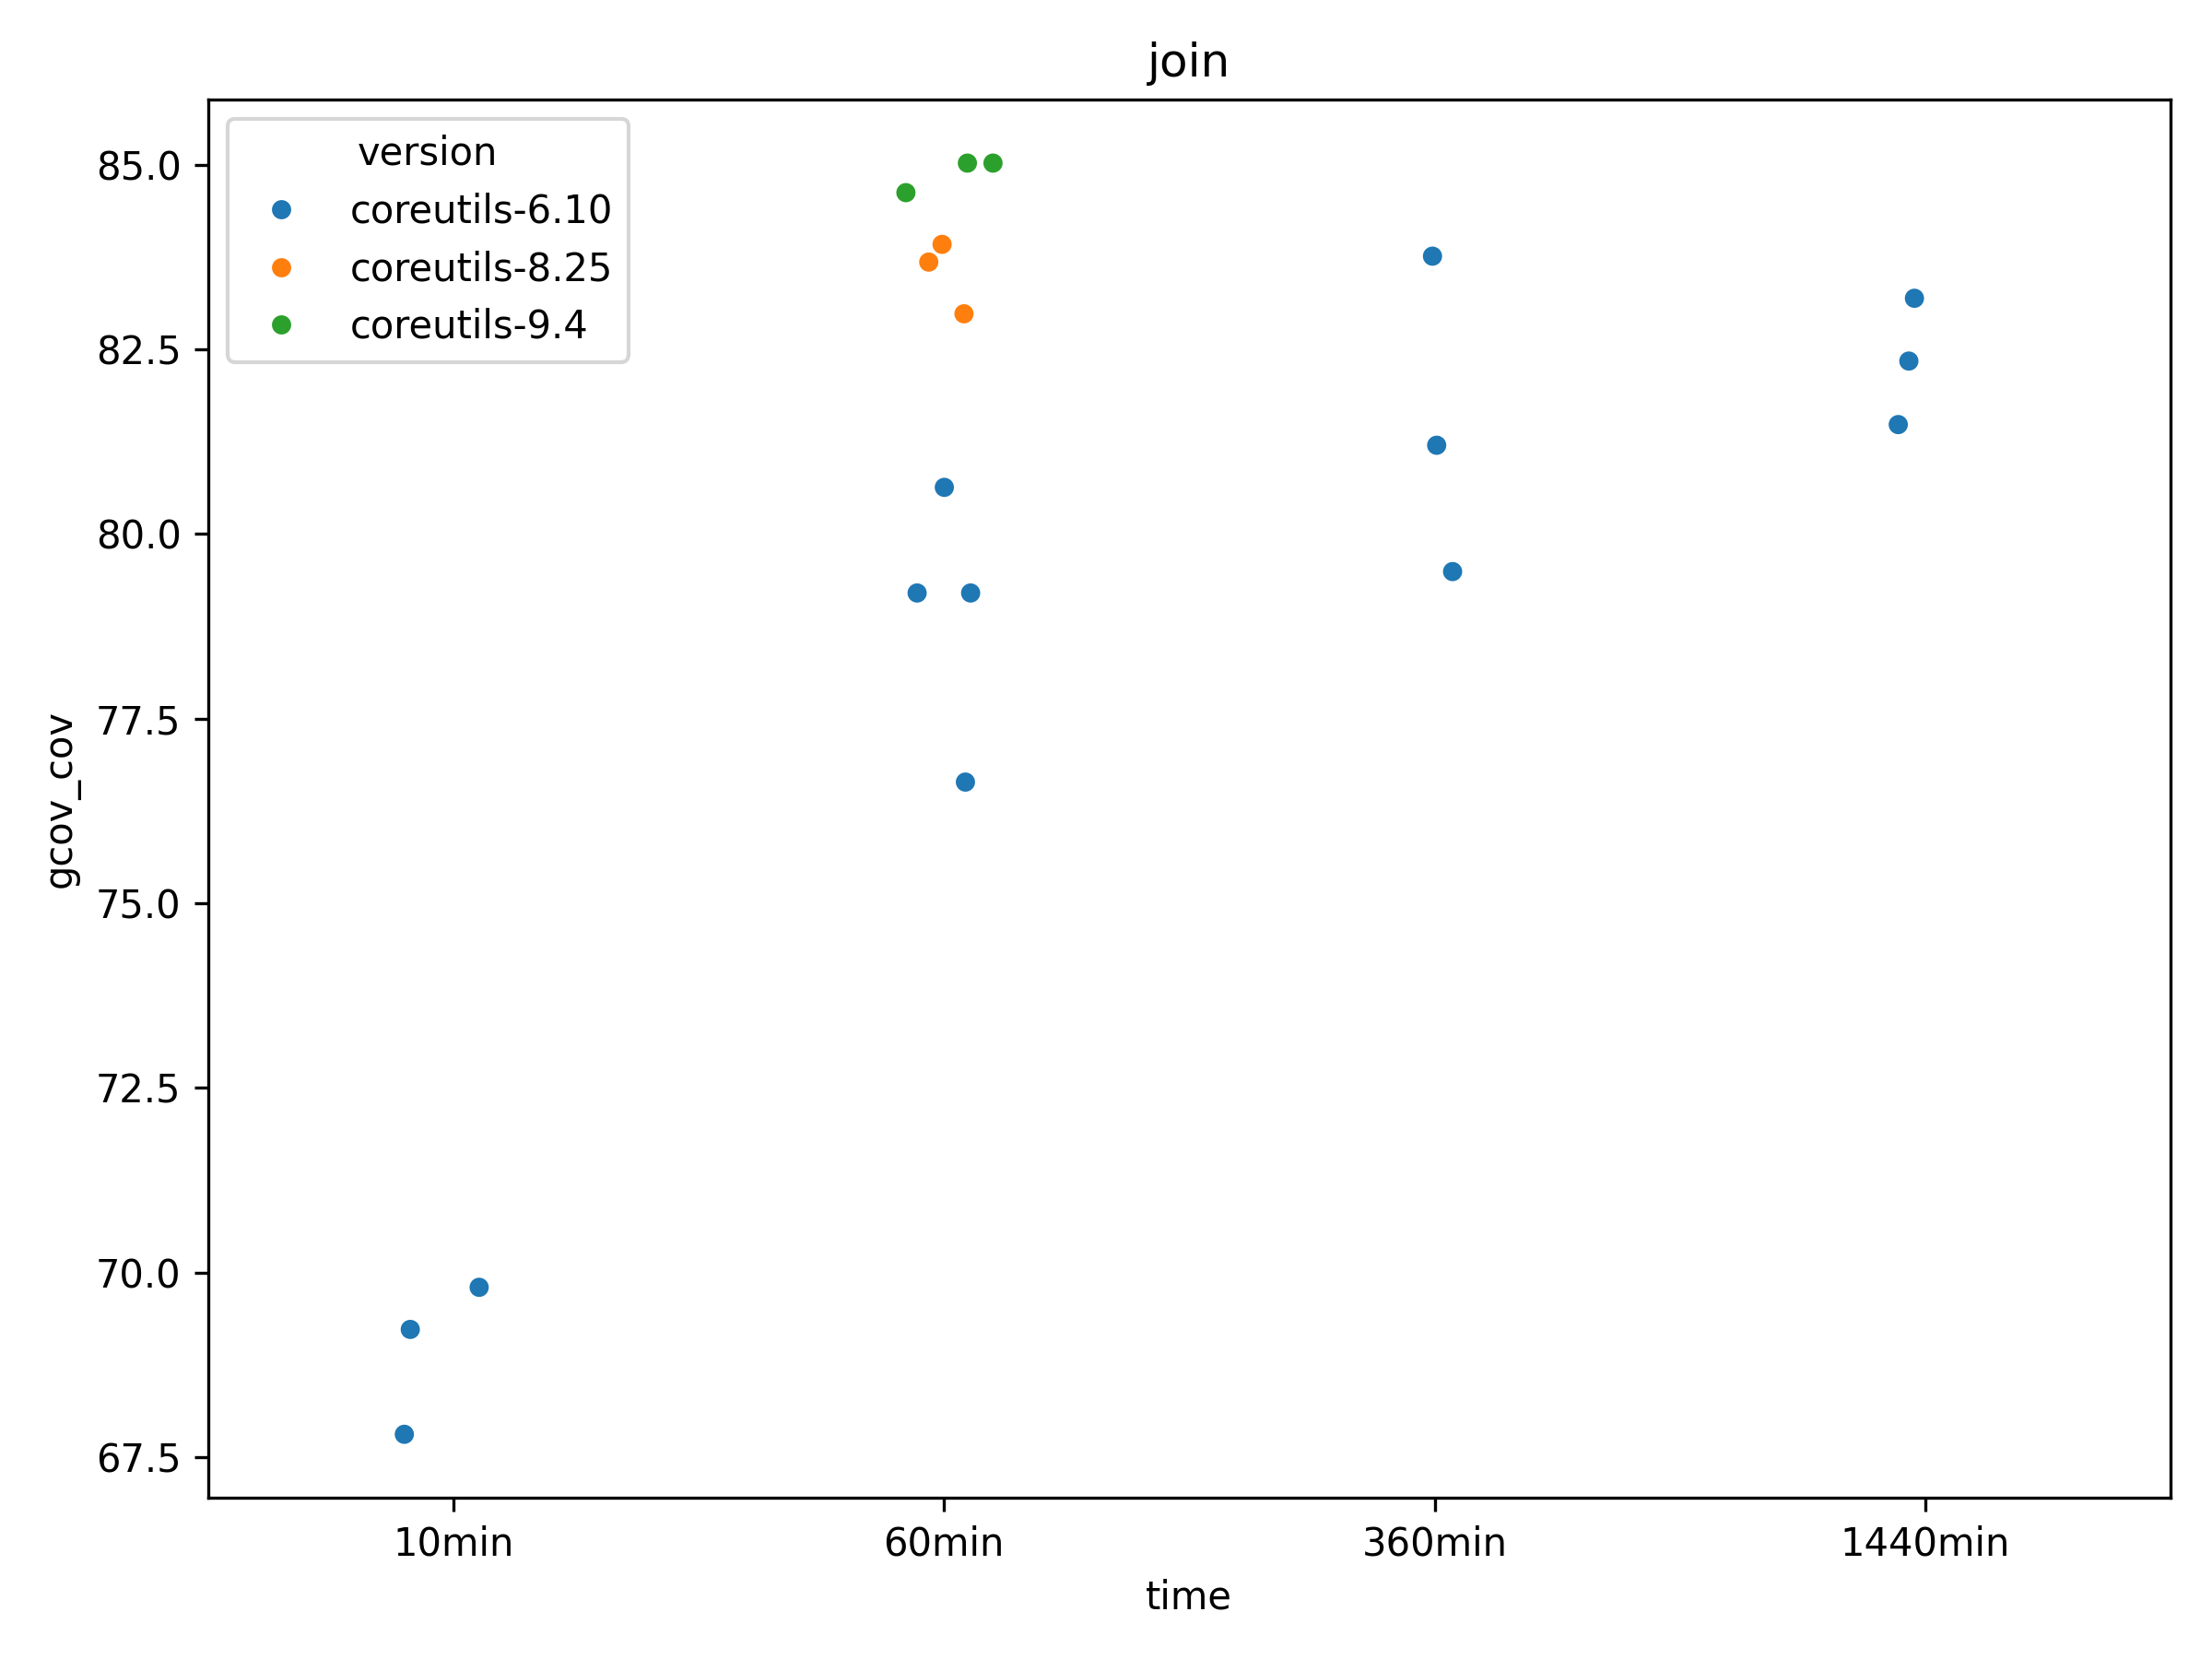 join
version
coreutils-6.10
coreutils-8.25
coreutils-9.4
85.0
82.5
80.0
77.5
75.0
72.5
70.0
67.5
gcov_cov
10min 60min 360min 1440min
time